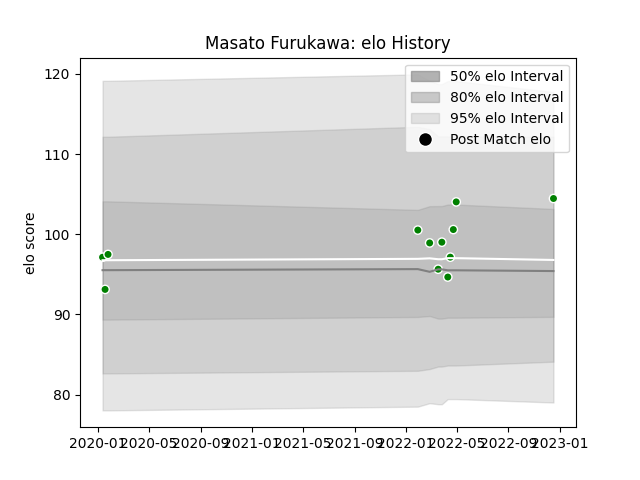 Masato Furukawa: elo History
50% elo Interval
80% elo Interval
95% elo Interval
Post Match elo
elo score
120
110
100
90
80
2020-01 2020-05 2020-09 2021-01 2021-05 2021-09 2022-01 2022-05 2022-09 2023-01